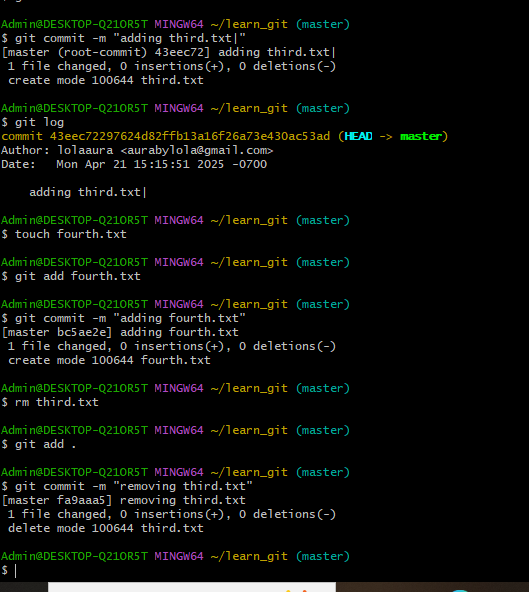 Admin@DESKTOP-Q21OR5T MINGW64 ~/learn_git (master)
$ git commit -m "adding third.txt|"
[master (root-commit) 43eec72] adding third.txt|
 1 file changed, 0 insertions(+), 0 deletions(-)
 create mode 100644 third.txt

Admin@DESKTOP-Q21OR5T MINGW64 ~/learn_git (master)
$ git log
commit 43eec72297624d82ffb13a16f26a73e430ac53ad (HEAD -> master)
Author: lolaaura <aurabylola@gmail.com>
Date:   Mon Apr 21 15:15:51 2025 -0700

    adding third.txt|

Admin@DESKTOP-Q21OR5T MINGW64 ~/learn_git (master)
$ touch fourth.txt

Admin@DESKTOP-Q21OR5T MINGW64 ~/learn_git (master)
$ git add fourth.txt

Admin@DESKTOP-Q21OR5T MINGW64 ~/learn_git (master)
$ git commit -m "adding fourth.txt"
[master bc5ae2e] adding fourth.txt
 1 file changed, 0 insertions(+), 0 deletions(-)
 create mode 100644 fourth.txt

Admin@DESKTOP-Q21OR5T MINGW64 ~/learn_git (master)
$ rm third.txt

Admin@DESKTOP-Q21OR5T MINGW64 ~/learn_git (master)
$ git add .

Admin@DESKTOP-Q21OR5T MINGW64 ~/learn_git (master)
$ git commit -m "removing third.txt"
[master fa9aaa5] removing third.txt
 1 file changed, 0 insertions(+), 0 deletions(-)
 delete mode 100644 third.txt

Admin@DESKTOP-Q21OR5T MINGW64 ~/learn_git (master)
$